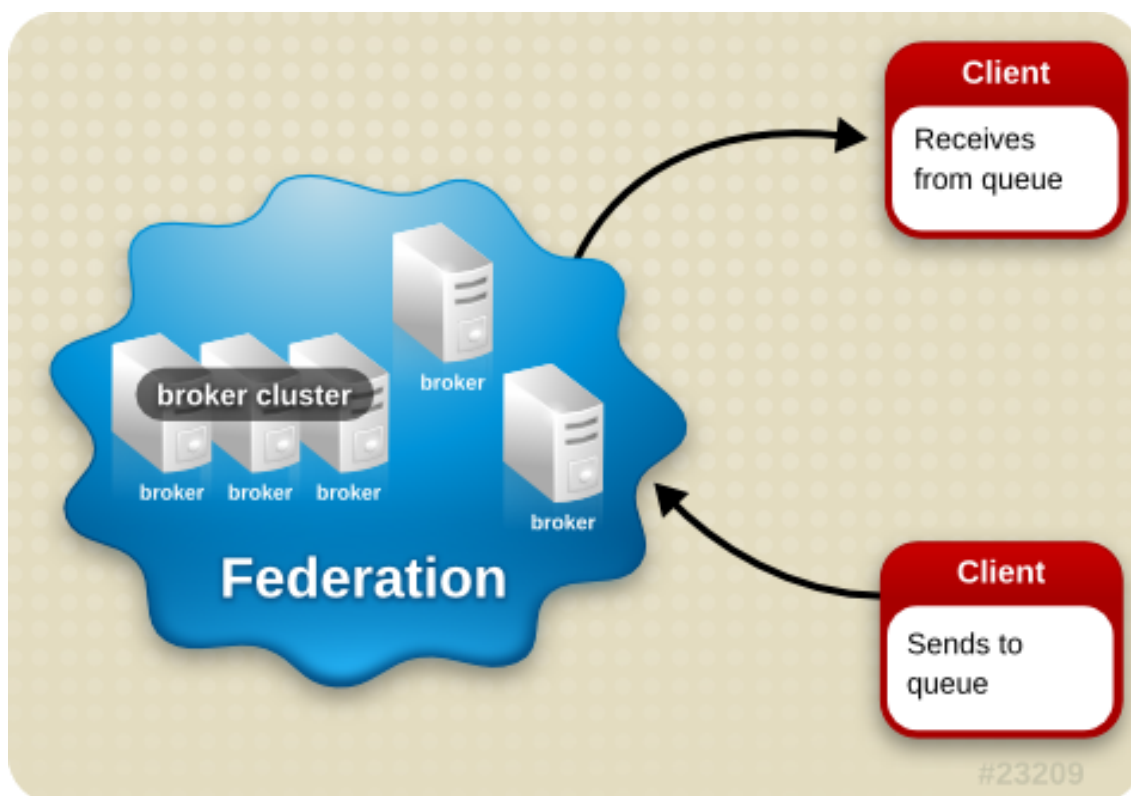 Client
Receives
from queue
broker
broker cluster
broker broker broker
broker
Federation
Client
Sends to
queue
#23209